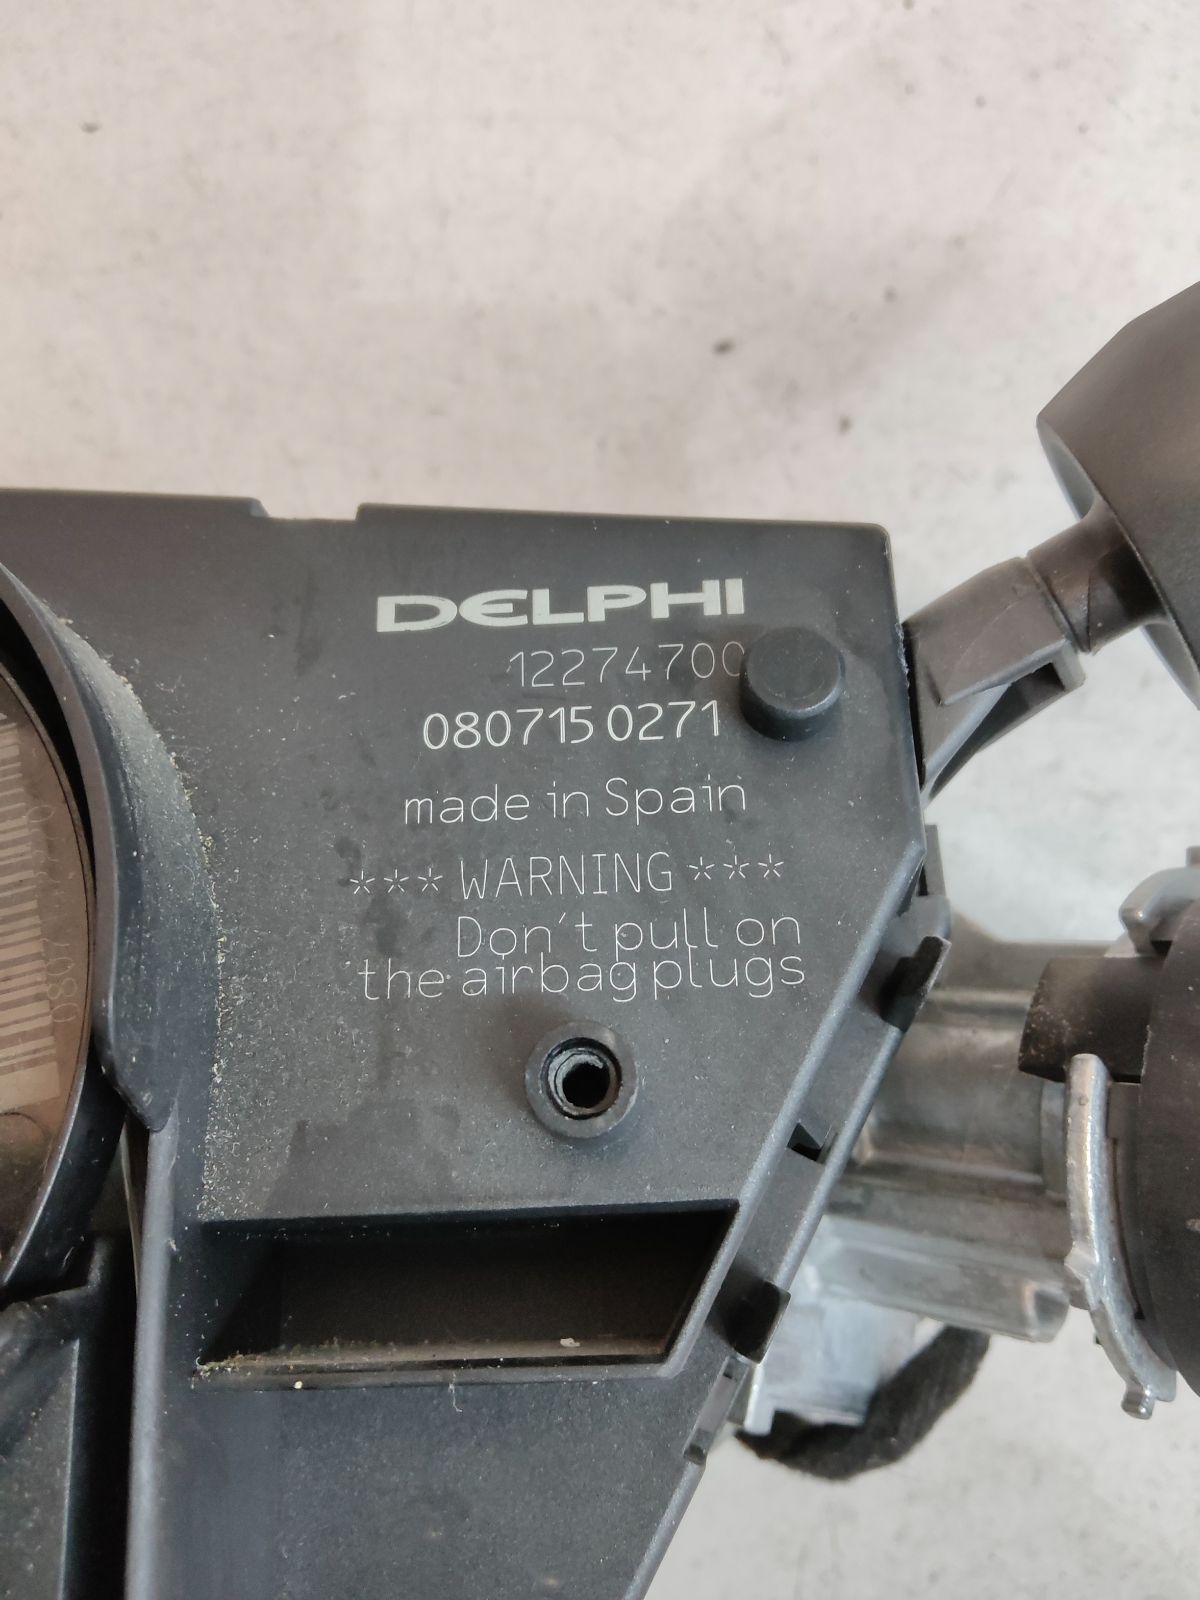 DELPHI
12274700
080715 0271
made in Spain
*** WARNING ***
Don't pull on
the airbag plugs